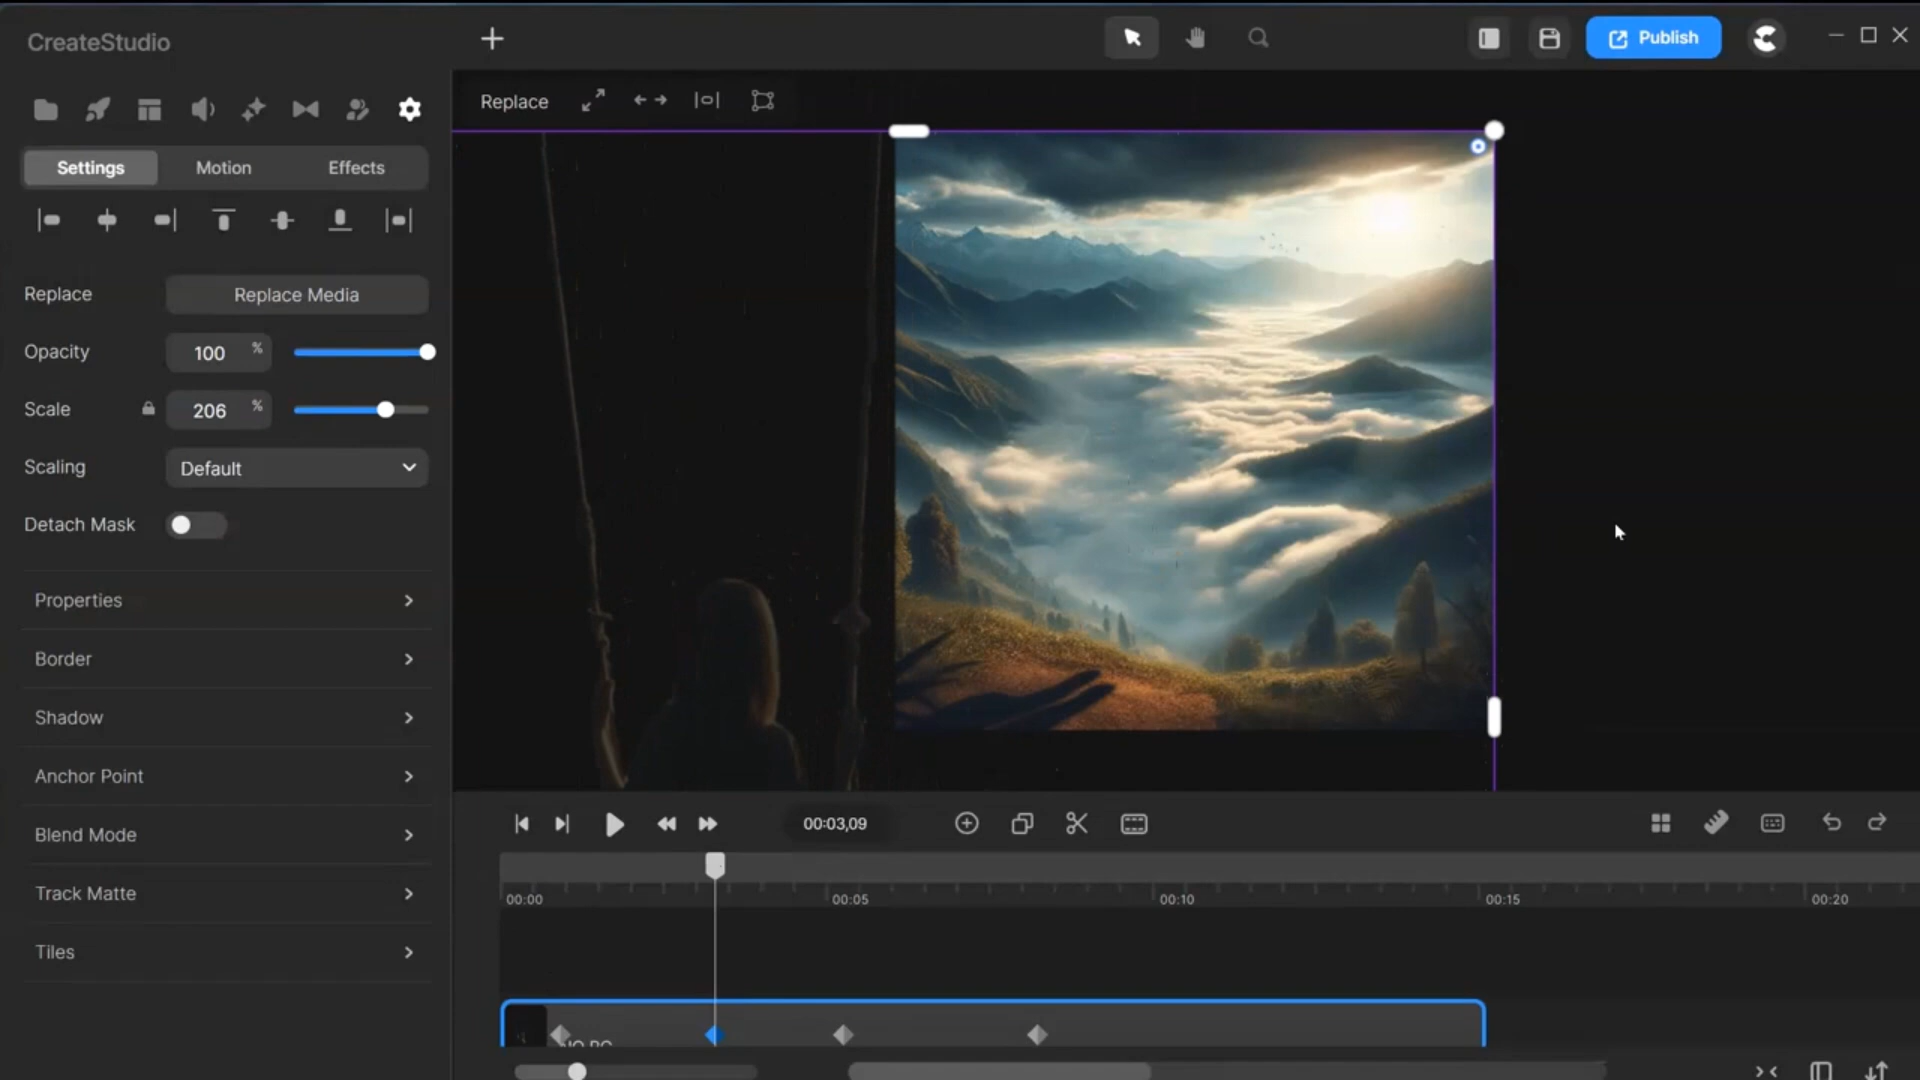 CreateStudio
Publish
Replace
Settings
Motion
Effects
Replace
Replace Media
Opacity
100 %
Scale
206 %
Scaling
Default
Detach Mask
Properties
Border
Shadow
Anchor Point
Blend Mode
Track Matte
Tiles
00:03,09
00:00
00:05
00:10
00:15
00:20